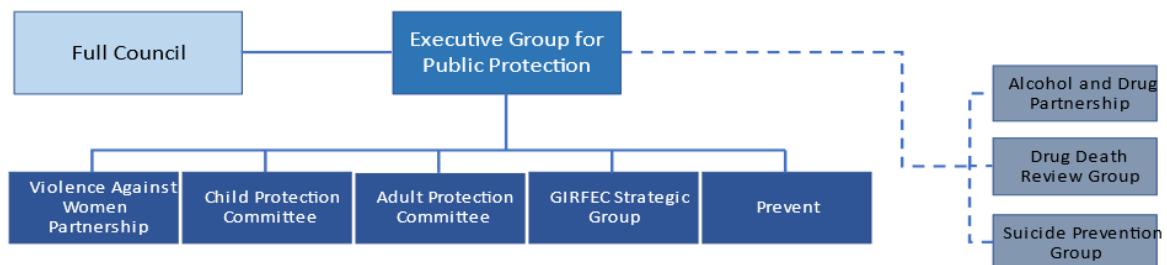 Full Council
Executive Group for
Public Protection
Alcohol and Drug
Partnership
Drug Death
Review Group
Suicide Prevention
Group
Violence Against
Women
Partnership
Child Protection
Committee
Adult Protection
Committee
GIRFEC Strategic
Group
Prevent